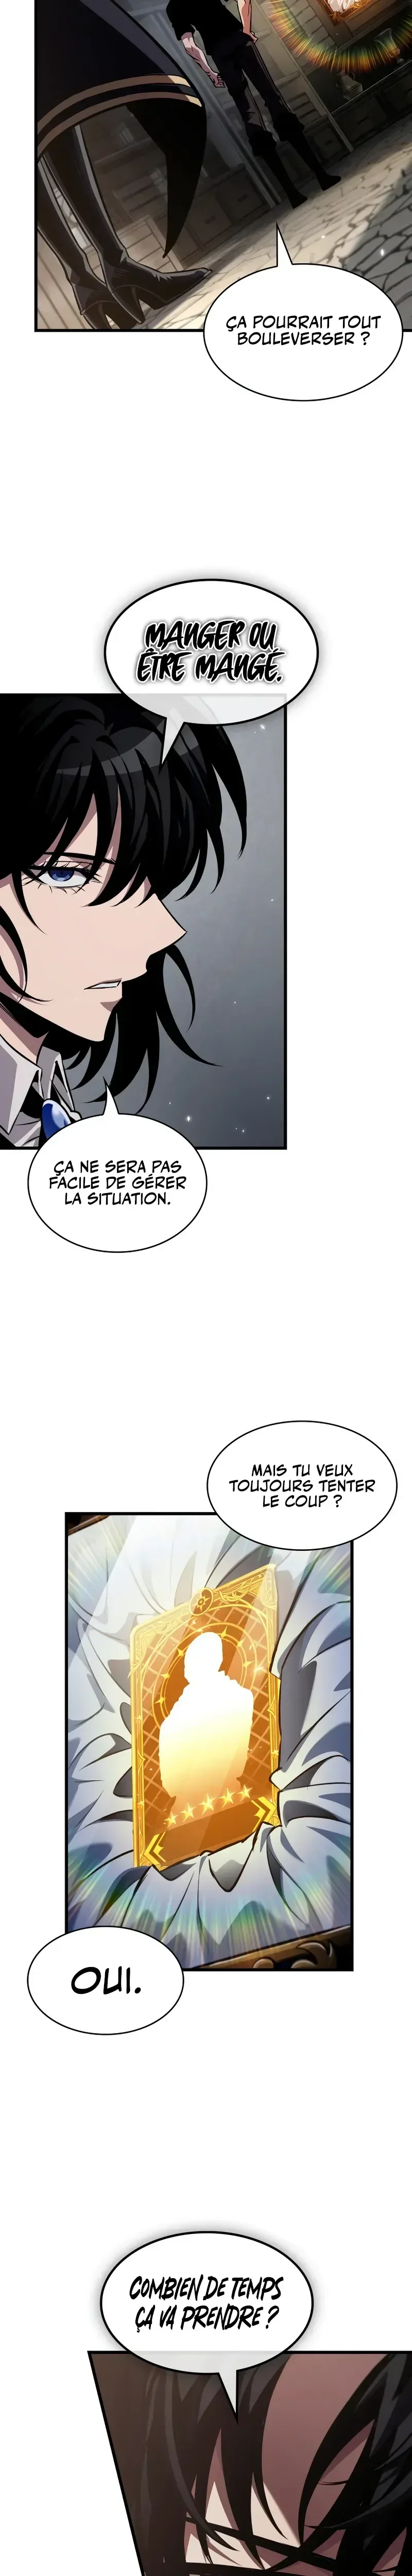 ÇA POURRAIT TOUT
BOULEVERSER ?
MANGER OU
ÊTRE MANGÉ.
ÇA NE SERA PAS
FACILE DE GÉRER
LA SITUATION.
MAIS TU VEUX
TOUJOURS TENTER
LE COUP ?
OUI.
COMBIEN DE TEMPS
ÇA VA PRENDRE ?